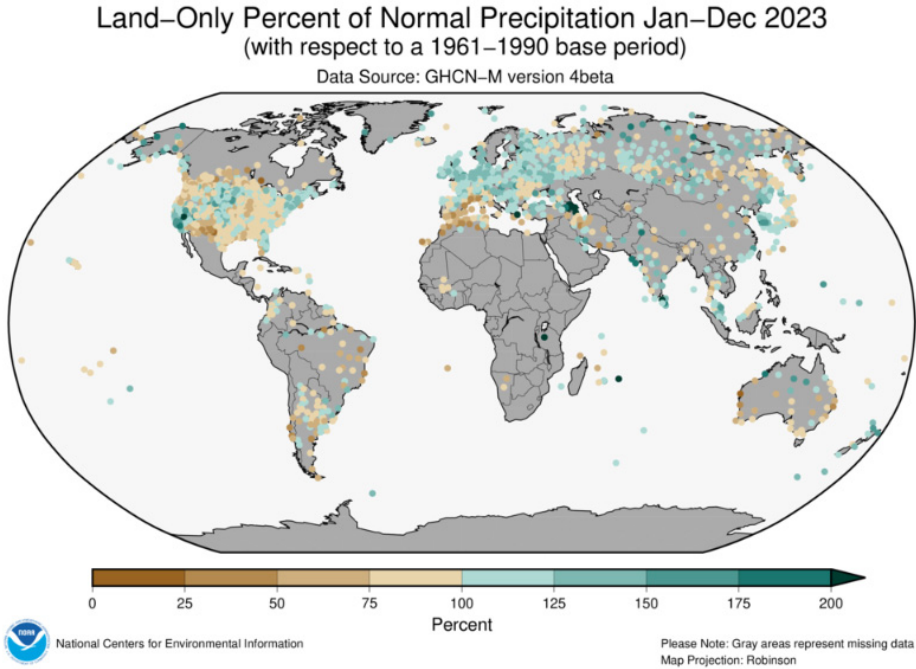 Land–Only Percent of Normal Precipitation Jan–Dec 2023
(with respect to a 1961–1990 base period)
Data Source: GHCN–M version 4beta
0 25 50 75 100 125 150 175 200
Percent
NOAA
National Centers for Environmental Information
Please Note: Gray areas represent missing data
Map Projection: Robinson